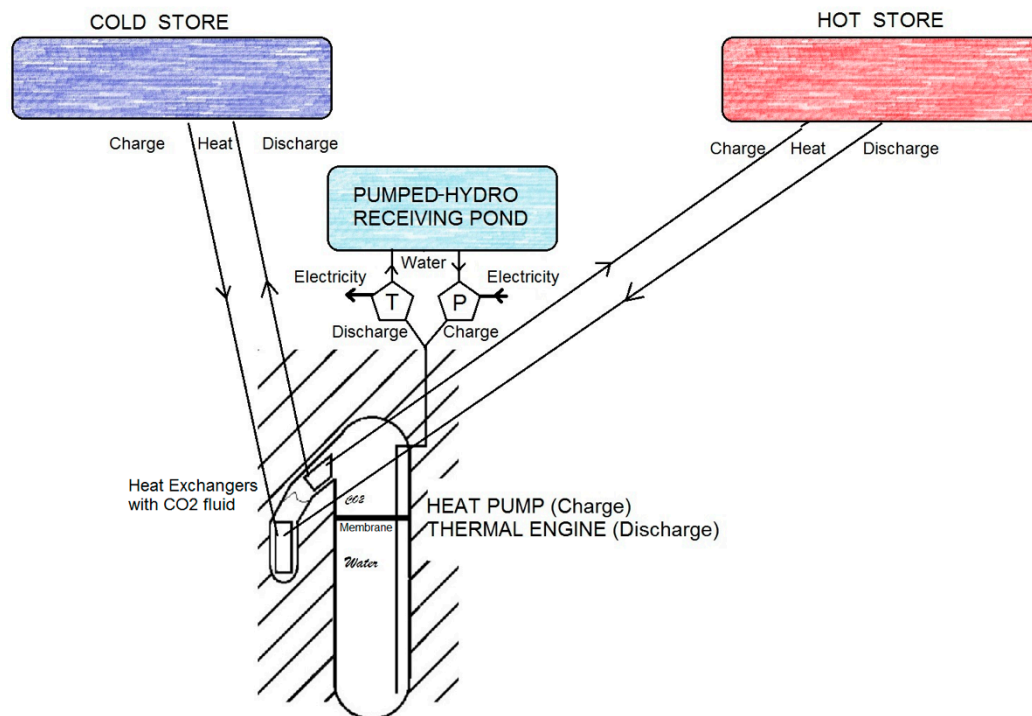 COLD STORE
HOT STORE
Charge Heat Discharge
Charge Heat Discharge
PUMPED-HYDRO
RECEIVING POND
Water
Electricity
Electricity
T
P
Discharge
Charge
Heat Exchangers
with CO2 fluid
CO2
HEAT PUMP (Charge)
Membrane
THERMAL ENGINE (Discharge)
Water